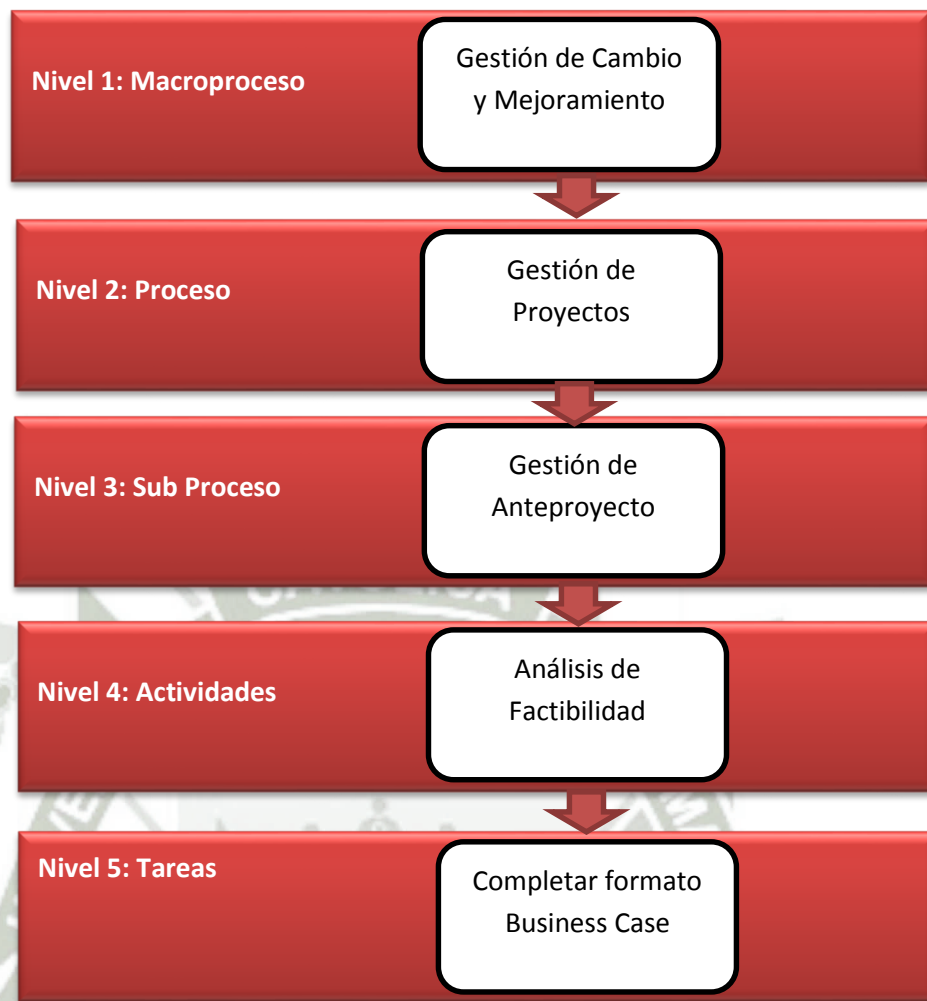 Nivel 1: Macroproceso
Gestión de Cambio
y Mejoramiento
Nivel 2: Proceso
Gestión de
Proyectos
Nivel 3: Sub Proceso
Gestión de
Anteproyecto
Nivel 4: Actividades
Análisis de
Factibilidad
Nivel 5: Tareas
Completar formato
Business Case